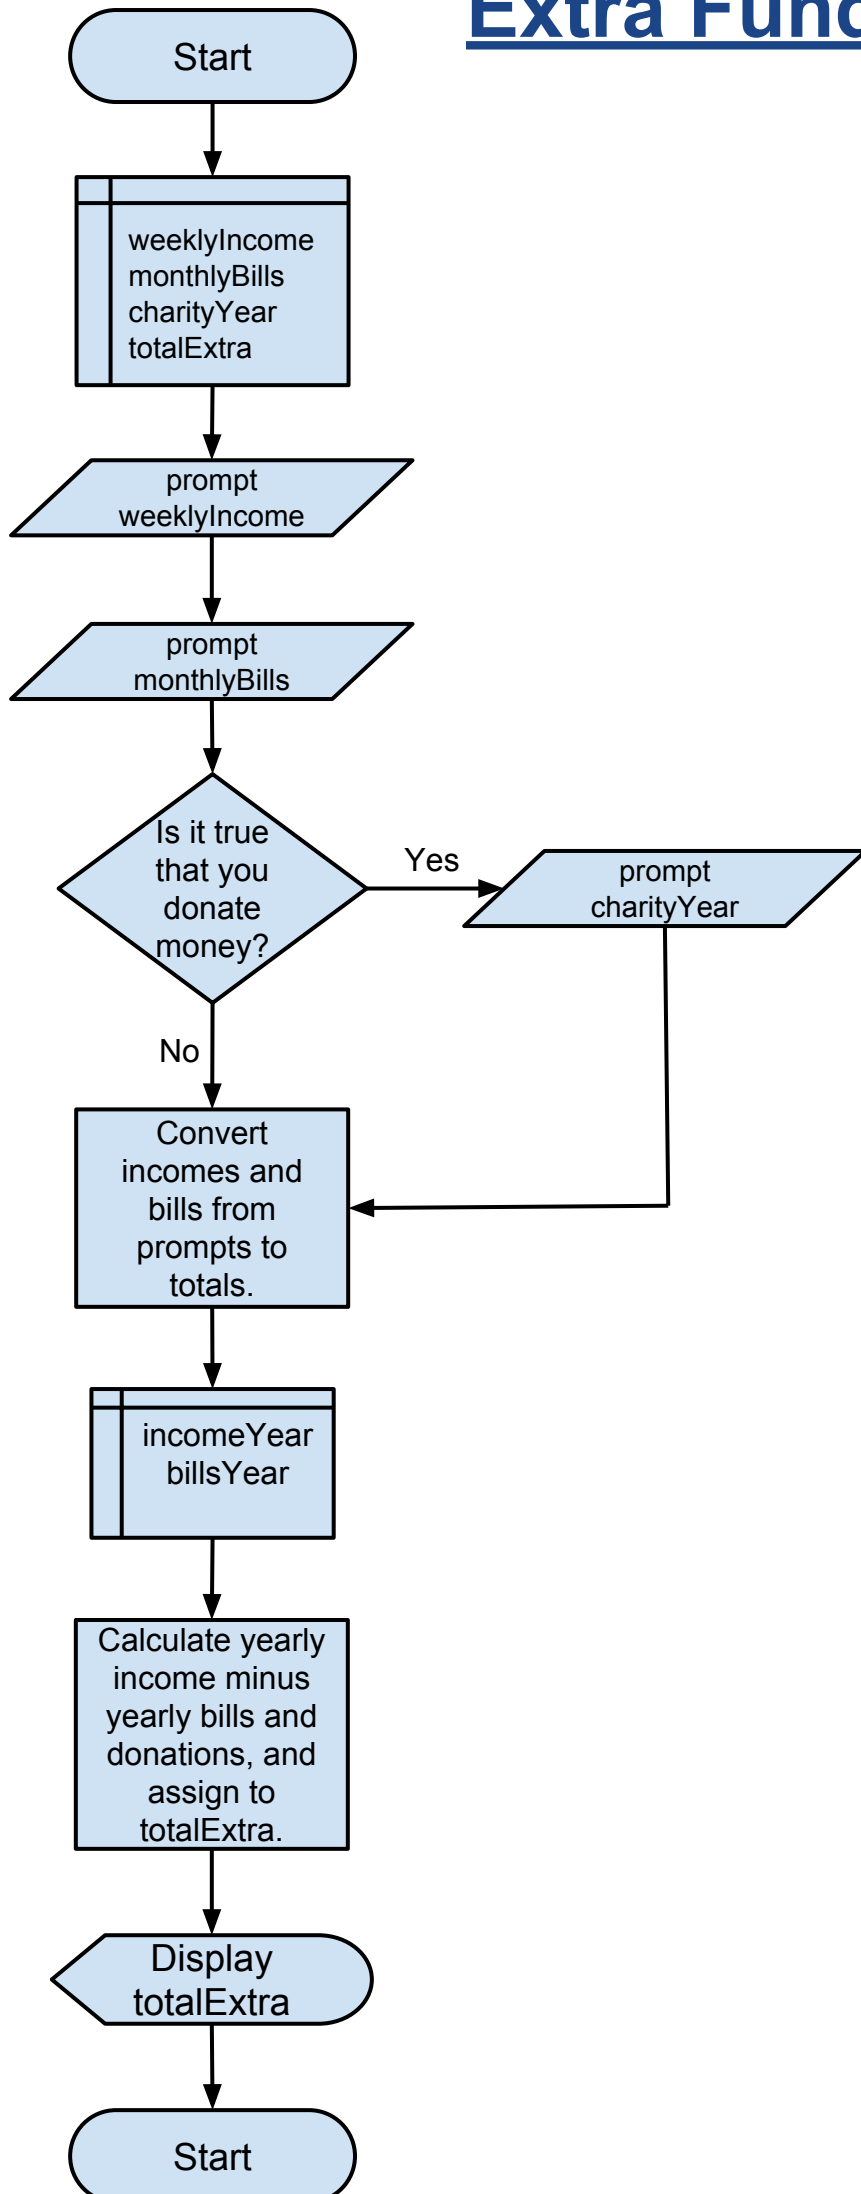 Extra Fund
Start
weeklyIncome
monthlyBills
charityYear
totalExtra
prompt
weeklyIncome
prompt
monthlyBills
Is it true
that you
donate
money?
Yes
prompt
charityYear
No
Convert
incomes and
bills from
prompts to
totals.
incomeYear
billsYear
Calculate yearly
income minus
yearly bills and
donations, and
assign to
totalExtra.
Display
totalExtra
Start